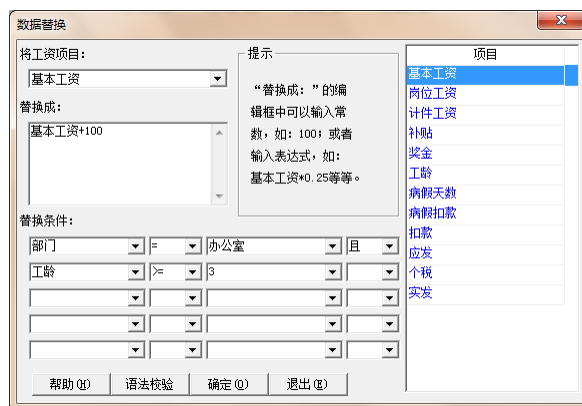 数据替换
将工资项目:
基本工资
替换成:
基本工资+100
提示
“替换成：”的编
辑框中可以输入常
数，如：100；或者
输入表达式，如：
基本工资*0.25等等。
替换条件:
部门 = 办公室 且
工龄 >= 3
帮助(H) 语法校验 确定(O) 退出(E)
项目
基本工资
岗位工资
计件工资
补贴
奖金
工龄
病假天数
病假扣款
扣款
应发
个税
实发